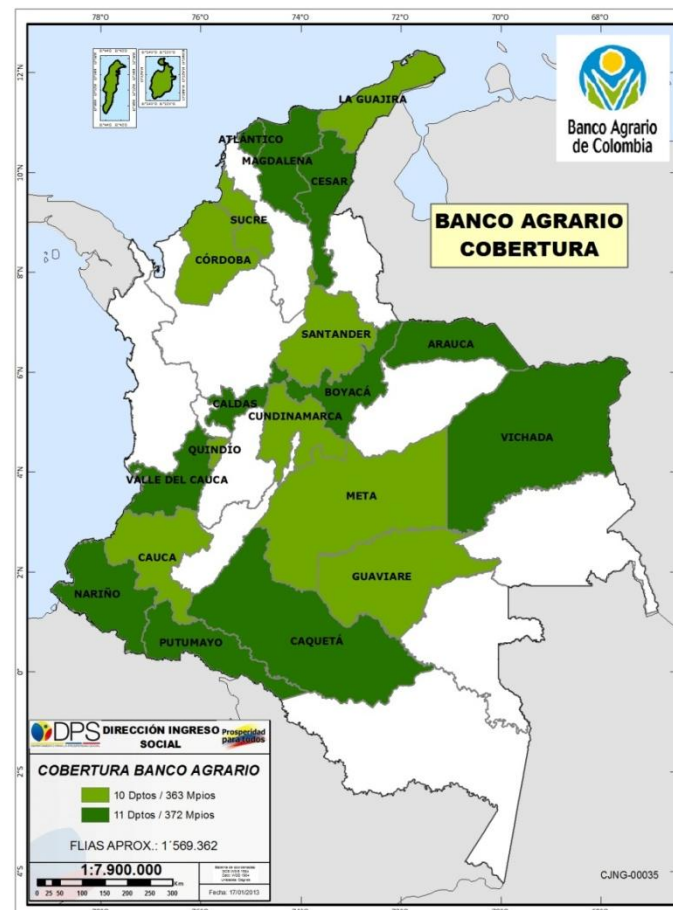 78°W
76°W
74°W
72°W
70°W
68°W
12°N
10°N
8°N
6°N
4°N
2°N
0°
2°S
4°S
Banco Agrario
de Colombia
BANCO AGRARIO
COBERTURA
LA GUAJIRA
ATLÁNTICO
MAGDALENA
CESAR
SUCRE
CÓRDOBA
SANTANDER
ARAUCA
BOYACÁ
CALDAS
CUNDINAMARCA
VICHADA
QUINDÍO
VALLE DEL CAUCA
META
CAUCA
GUAVIARE
NARIÑO
CAQUETÁ
PUTUMAYO
DPS
DIRECCIÓN INGRESO
SOCIAL
Prosperidad
para todos
COBERTURA BANCO AGRARIO
10 Dptos / 363 Mpios
11 Dptos / 372 Mpios
FLIAS APROX.: 1´569.362
1:7.900.000
0 25 50 100 150 200 250 300 Km
Fecha: 17/01/2013
CJNG-00035